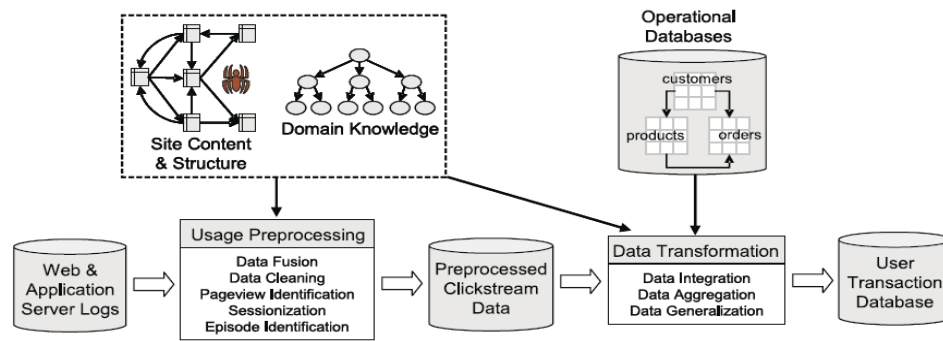 Operational
Databases
customers
products
orders
Site Content
& Structure
Domain Knowledge
Web &
Application
Server Logs
Usage Preprocessing
Data Fusion
Data Cleaning
Pageview Identification
Sessionization
Episode Identification
Preprocessed
Clickstream
Data
Data Transformation
Data Integration
Data Aggregation
Data Generalization
User
Transaction
Database